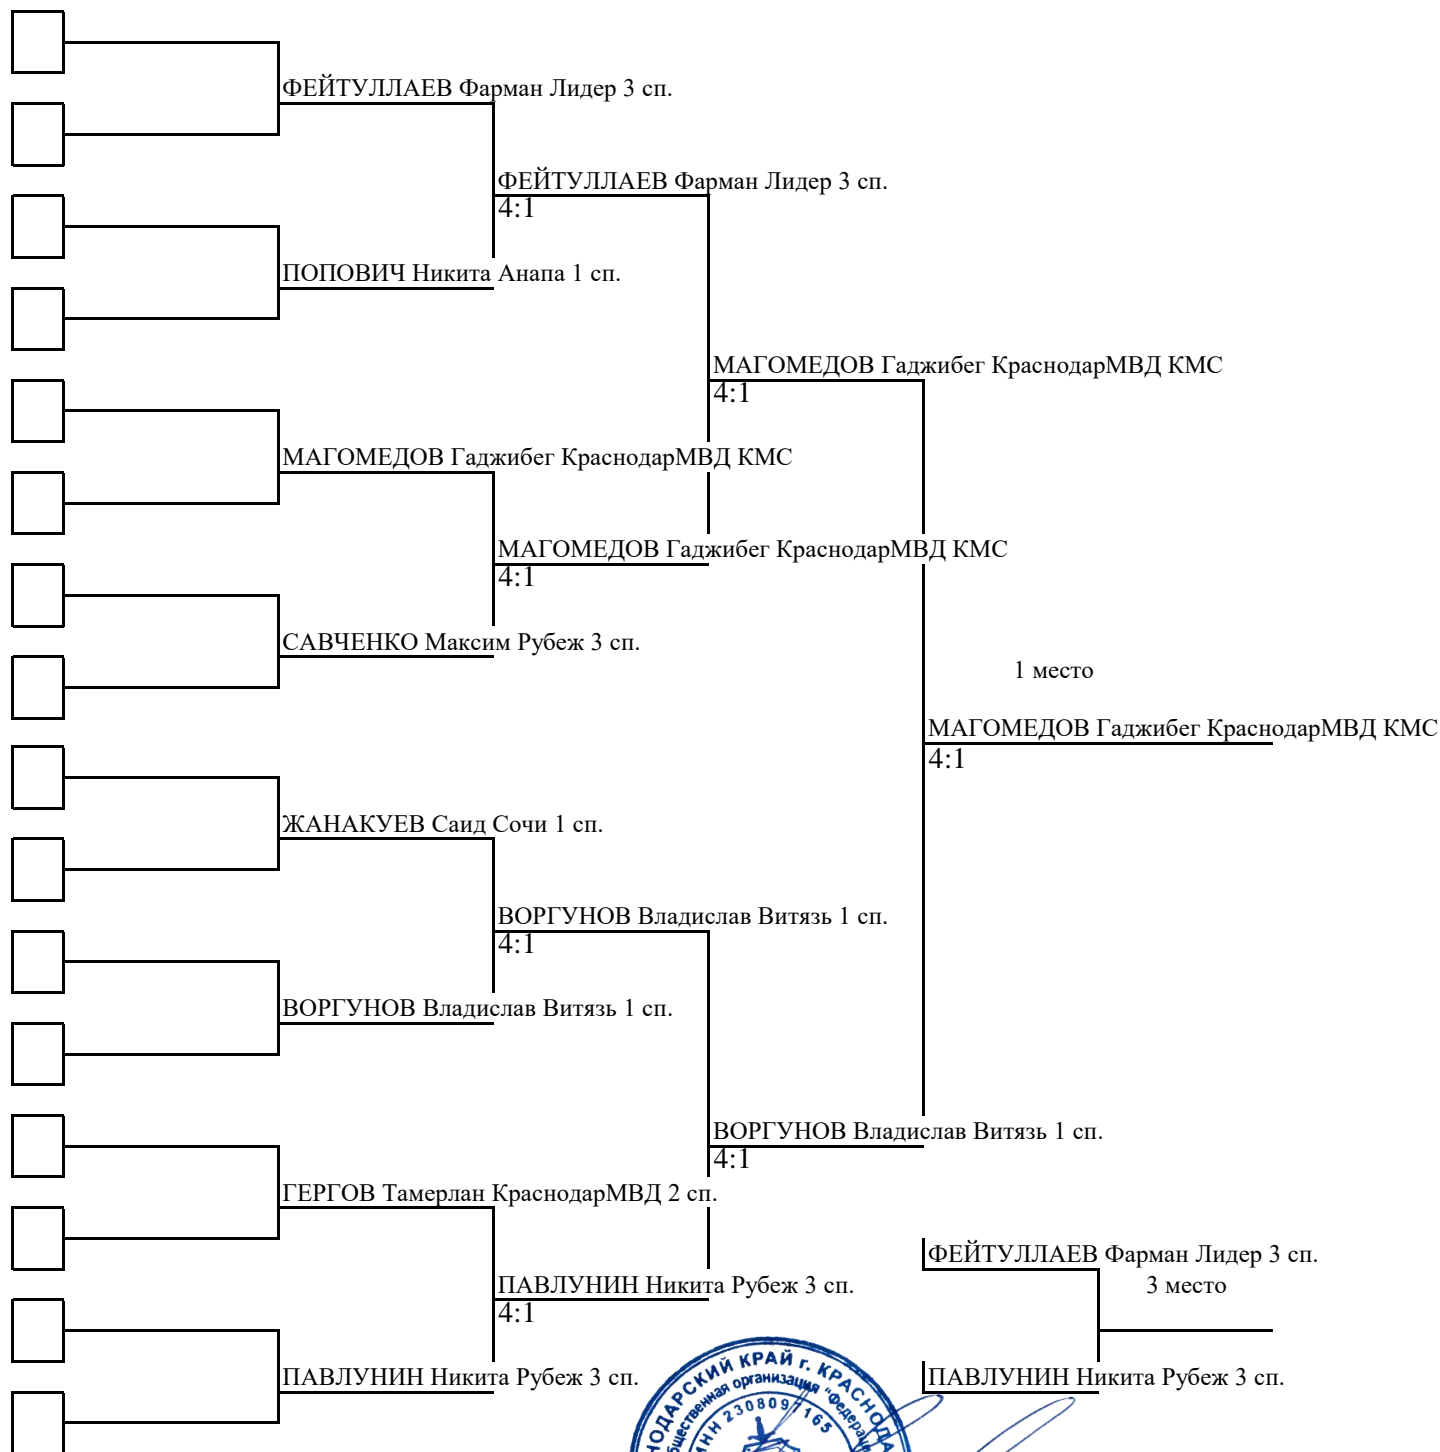 ФЕЙТУЛЛАЕВ Фарман Лидер 3 сп.
ФЕЙТУЛЛАЕВ Фарман Лидер 3 сп.
4:1
ПОПОВИЧ Никита Анапа 1 сп.
МАГОМЕДОВ Гаджибег КраснодарМВД КМС
4:1
МАГОМЕДОВ Гаджибег КраснодарМВД КМС
МАГОМЕДОВ Гаджибег КраснодарМВД КМС
4:1
САВЧЕНКО Максим Рубеж 3 сп.
1 место
МАГОМЕДОВ Гаджибег КраснодарМВД КМС
4:1
ЖАНАКУЕВ Саид Сочи 1 сп.
ВОРГУНОВ Владислав Витязь 1 сп.
4:1
ВОРГУНОВ Владислав Витязь 1 сп.
ВОРГУНОВ Владислав Витязь 1 сп.
4:1
ГЕРГОВ Тамерлан КраснодарМВД 2 сп.
ФЕЙТУЛЛАЕВ Фарман Лидер 3 сп.
ПАВЛУНИН Никита Рубеж 3 сп.
3 место
4:1
ПАВЛУНИН Никита Рубеж 3 сп.
ПАВЛУНИН Никита Рубеж 3 сп.
КРАЙ г.
организация
ИНН 2308097165